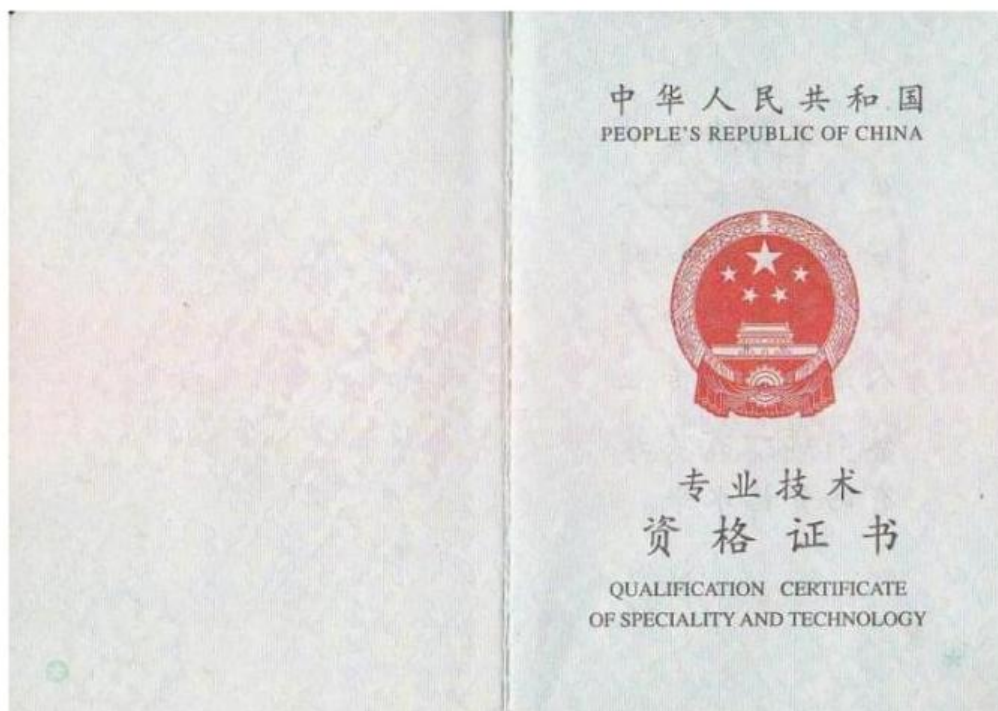 中华人民共和国
PEOPLE'S REPUBLIC OF CHINA
专业技术
资格证书
QUALIFICATION CERTIFICATE
OF SPECIALITY AND TECHNOLOGY